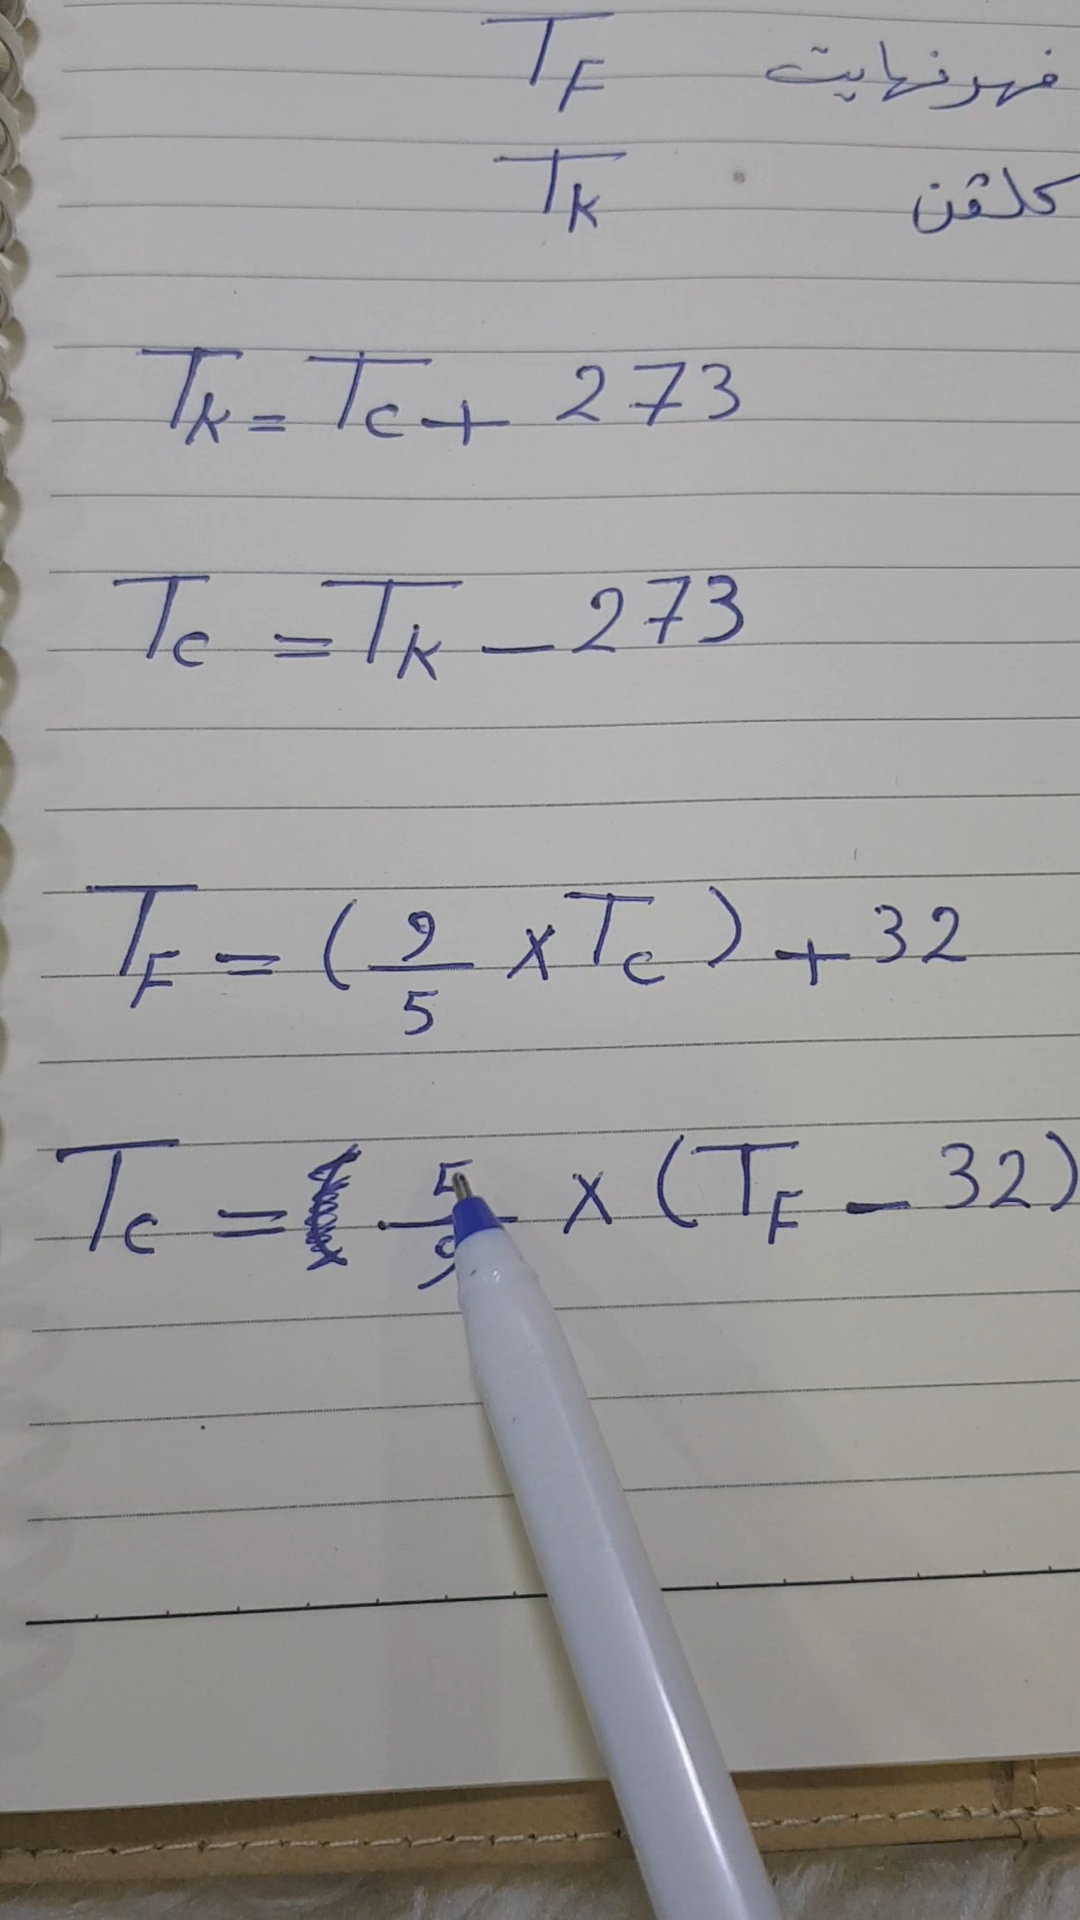 فهرنهايت T_F
كلڤن T_K
T_K = T_C + 273
T_C = T_K - 273
T_F = ( 9/5 × T_C ) + 32
T_C = 5/9 × ( T_F - 32 )